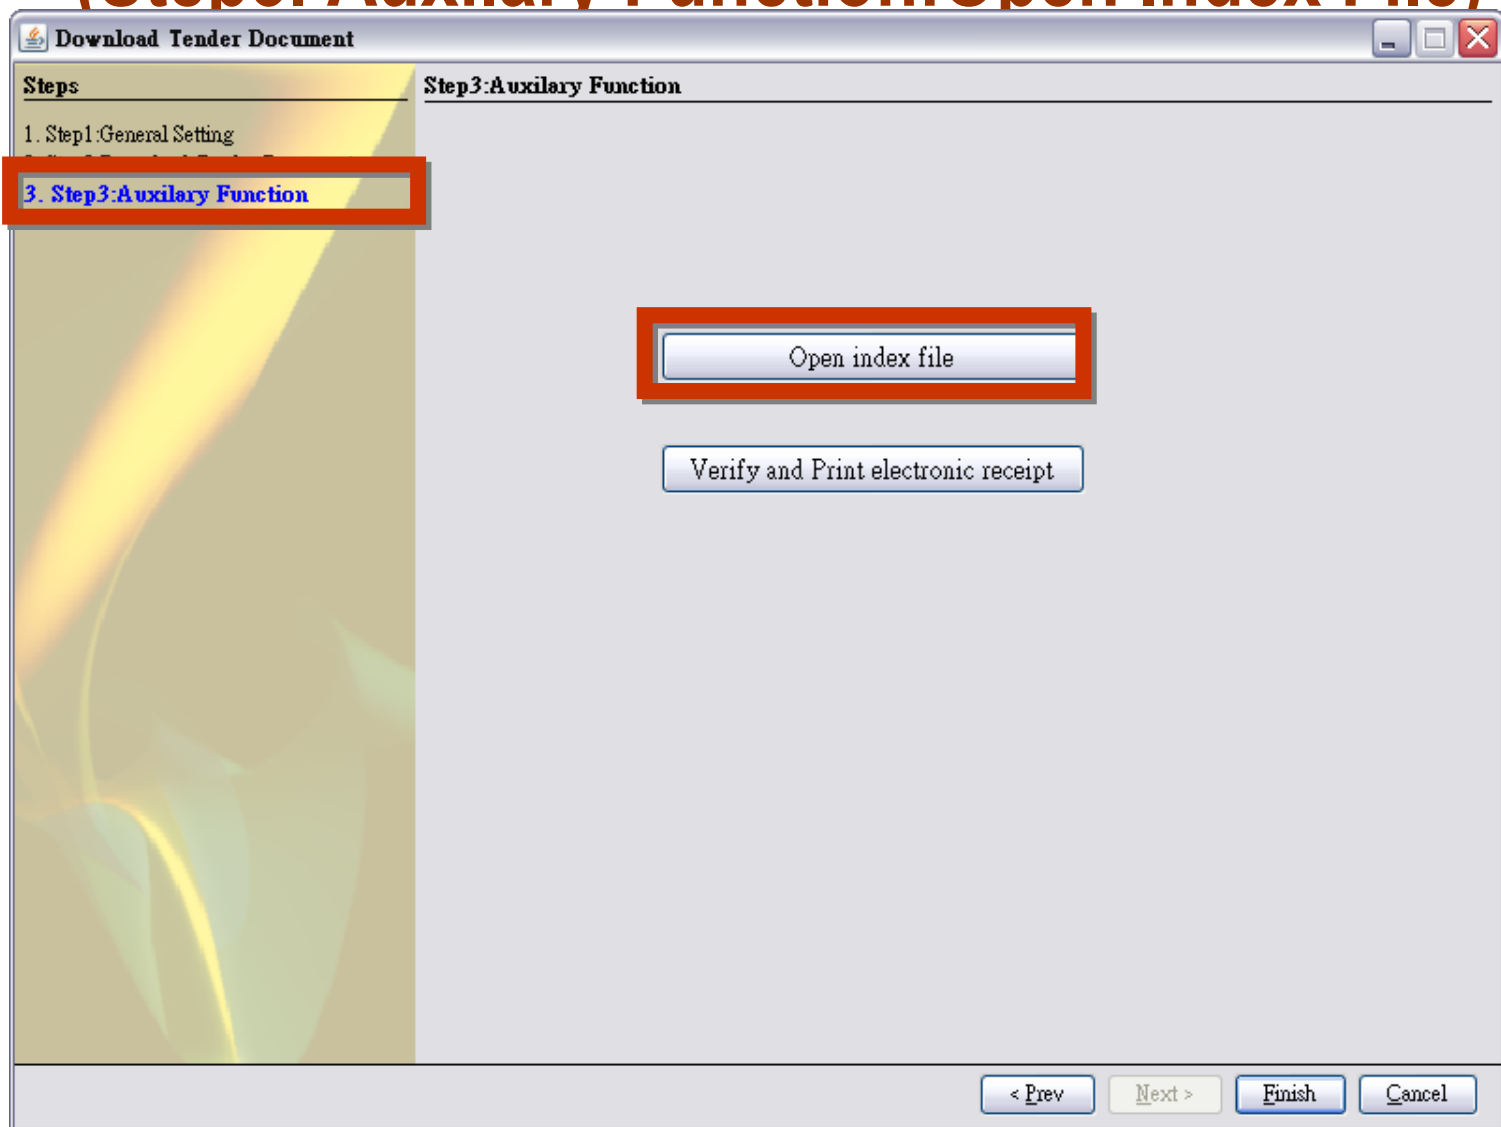 Download Tender Document
Steps
Step3:Auxilary Function
1. Step1:General Setting
3. Step3:Auxilary Function
Open index file
Verify and Print electronic receipt
< Prev
Next >
Finish
Cancel